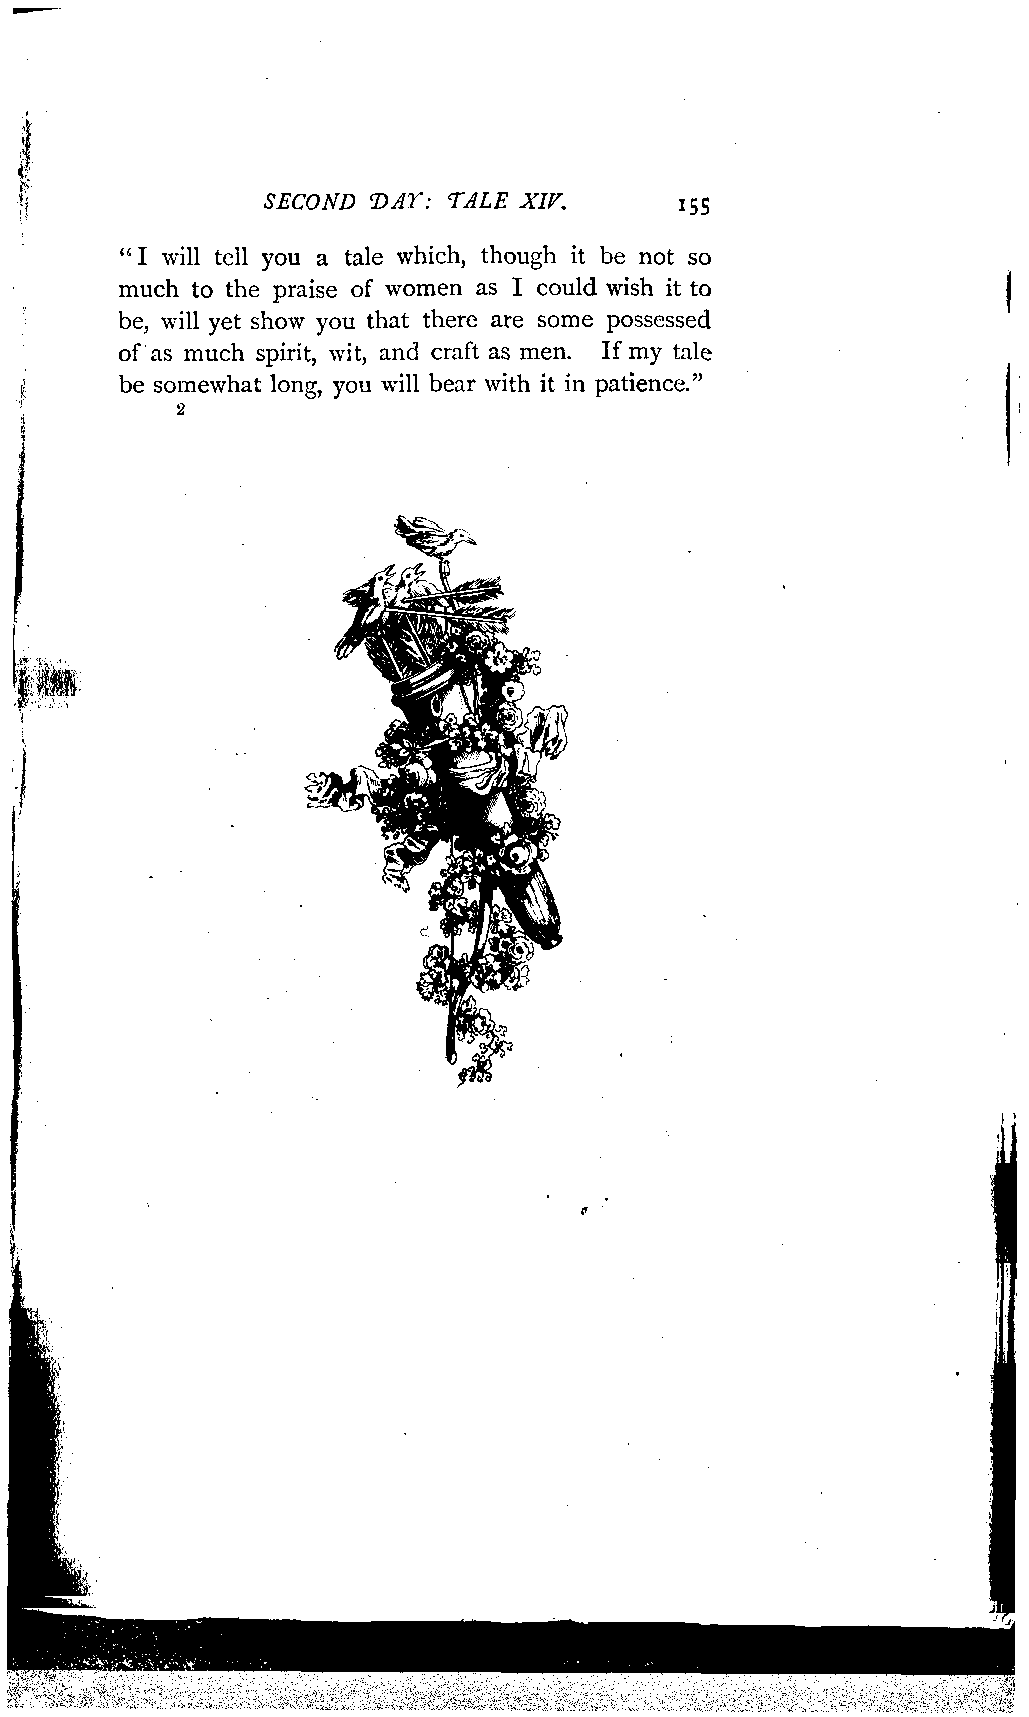 SECOND DAY: TALE XIV. 155
“I will tell you a tale which, though it be not so
much to the praise of women as I could wish it to
be, will yet show you that there are some possessed
of as much spirit, wit, and craft as men. If my tale
be somewhat long, you will bear with it in patience.”
2